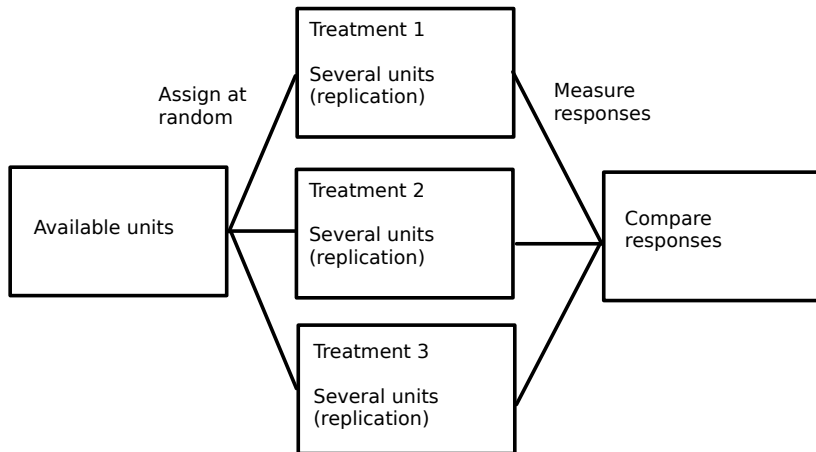 Available units
Assign at
random
Treatment 1
Several units
(replication)
Treatment 2
Several units
(replication)
Treatment 3
Several units
(replication)
Measure
responses
Compare
responses